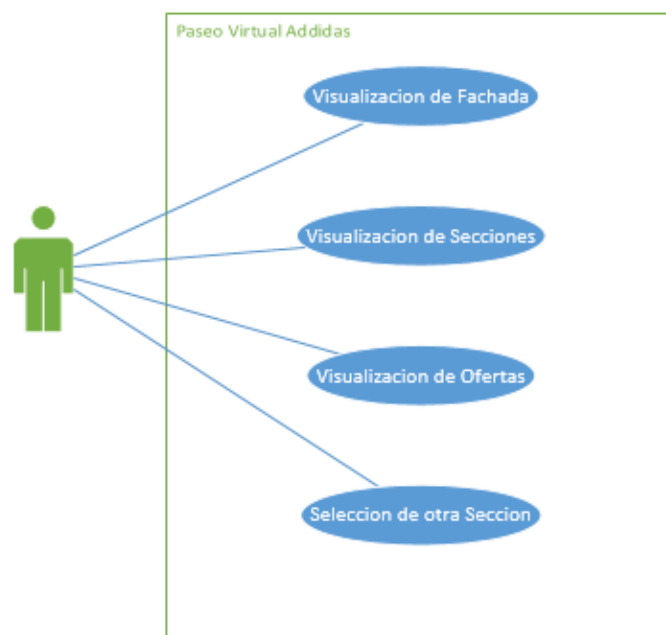 Paseo Virtual Addidas
Visualizacion de Fachada
Visualizacion de Secciones
Visualizacion de Ofertas
Seleccion de otra Seccion